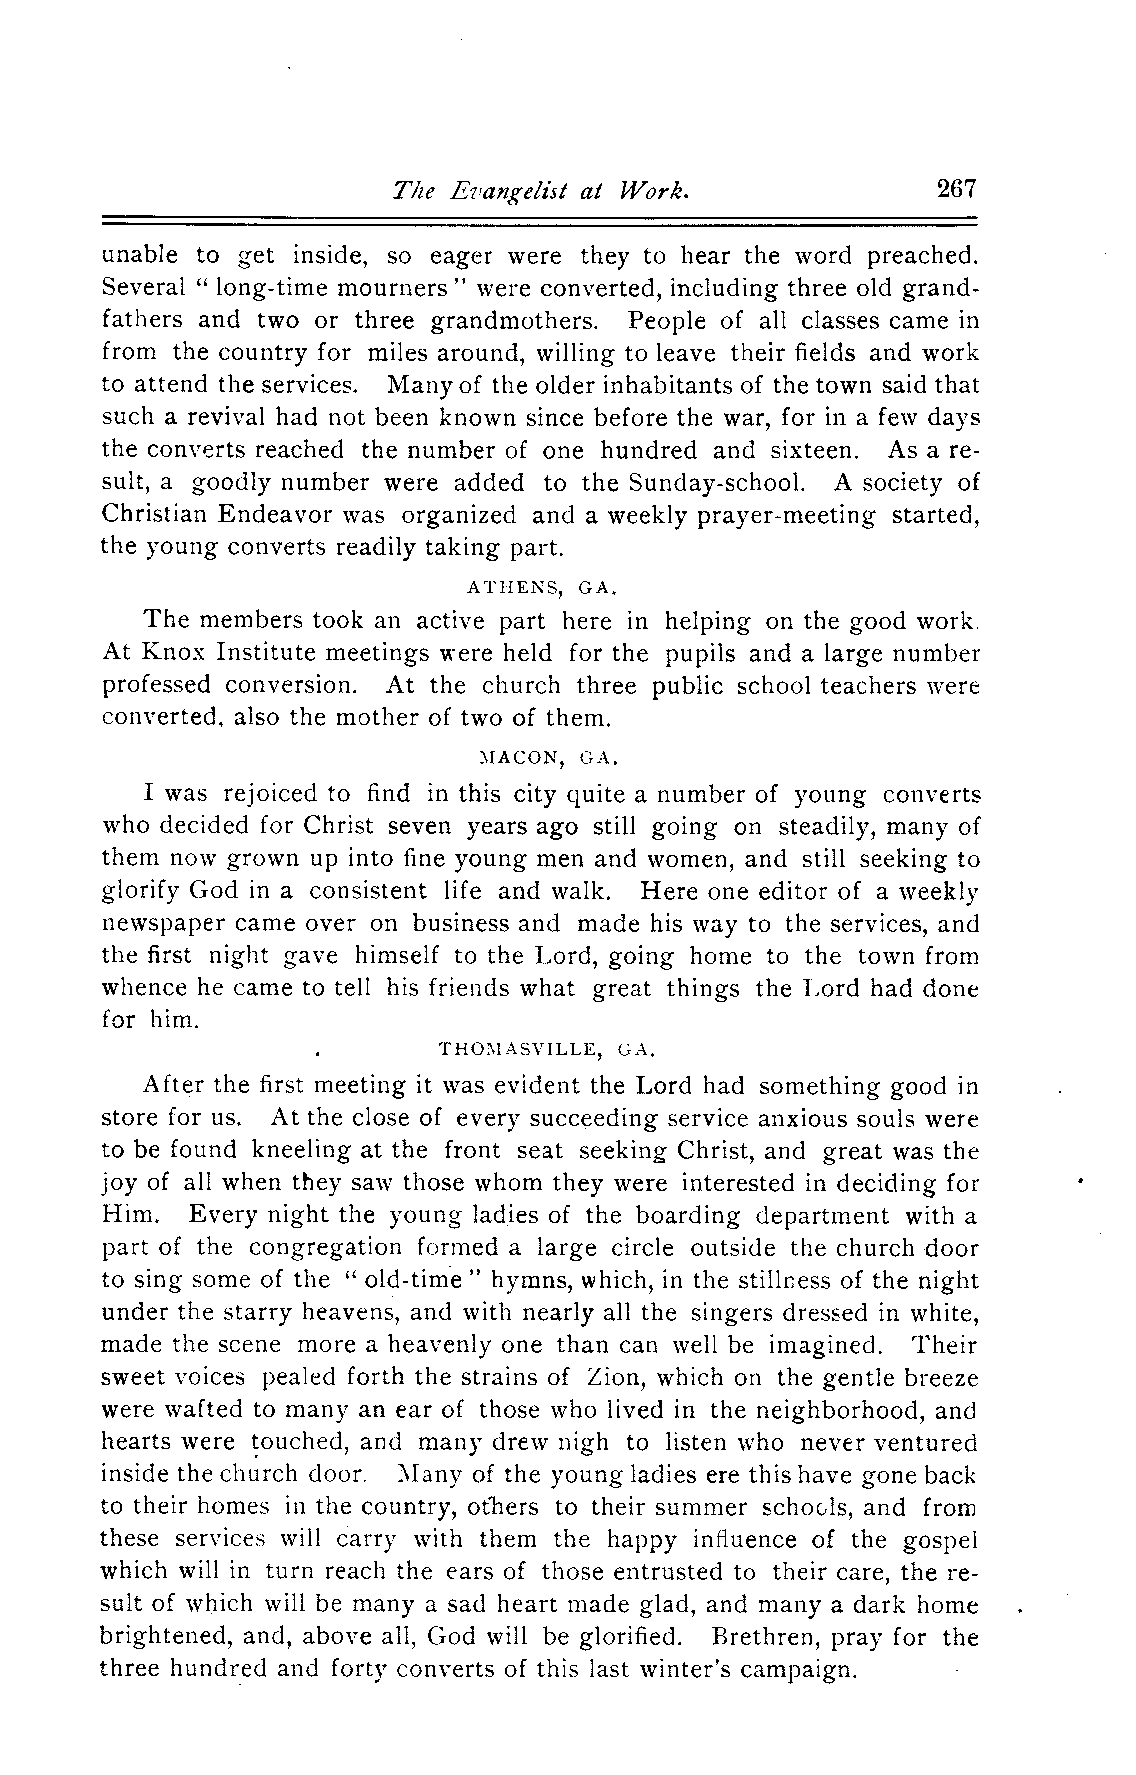 The Evangelist at Work. 267
unable to get inside, so eager were they to hear the word preached.
Several “ long-time mourners ” were converted, including three old grand-
fathers and two or three grandmothers. People of all classes came in
from the country for miles around, willing to leave their fields and work
to attend the services. Many of the older inhabitants of the town said that
such a revival had not been known since before the war, for in a few days
the converts reached the number of one hundred and sixteen. As a re-
sult, a goodly number were added to the Sunday-school. A society of
Christian Endeavor was organized and a weekly prayer-meeting started,
the young converts readily taking part.
ATHENS, GA.
The members took an active part here in helping on the good work.
At Knox Institute meetings were held for the pupils and a large number
professed conversion. At the church three public school teachers were
converted, also the mother of two of them.
MACON, GA.
I was rejoiced to find in this city quite a number of young converts
who decided for Christ seven years ago still going on steadily, many of
them now grown up into fine young men and women, and still seeking to
glorify God in a consistent life and walk. Here one editor of a weekly
newspaper came over on business and made his way to the services, and
the first night gave himself to the Lord, going home to the town from
whence he came to tell his friends what great things the Lord had done
for him.
THOMASVILLE, GA.
After the first meeting it was evident the Lord had something good in
store for us. At the close of every succeeding service anxious souls were
to be found kneeling at the front seat seeking Christ, and great was the
joy of all when they saw those whom they were interested in deciding for
Him. Every night the young ladies of the boarding department with a
part of the congregation formed a large circle outside the church door
to sing some of the “ old-time ” hymns, which, in the stillness of the night
under the starry heavens, and with nearly all the singers dressed in white,
made the scene more a heavenly one than can well be imagined. Their
sweet voices pealed forth the strains of Zion, which on the gentle breeze
were wafted to many an ear of those who lived in the neighborhood, and
hearts were touched, and many drew nigh to listen who never ventured
inside the church door. Many of the young ladies ere this have gone back
to their homes in the country, others to their summer schools, and from
these services will carry with them the happy influence of the gospel
which will in turn reach the ears of those entrusted to their care, the re-
sult of which will be many a sad heart made glad, and many a dark home
brightened, and, above all, God will be glorified. Brethren, pray for the
three hundred and forty converts of this last winter's campaign.